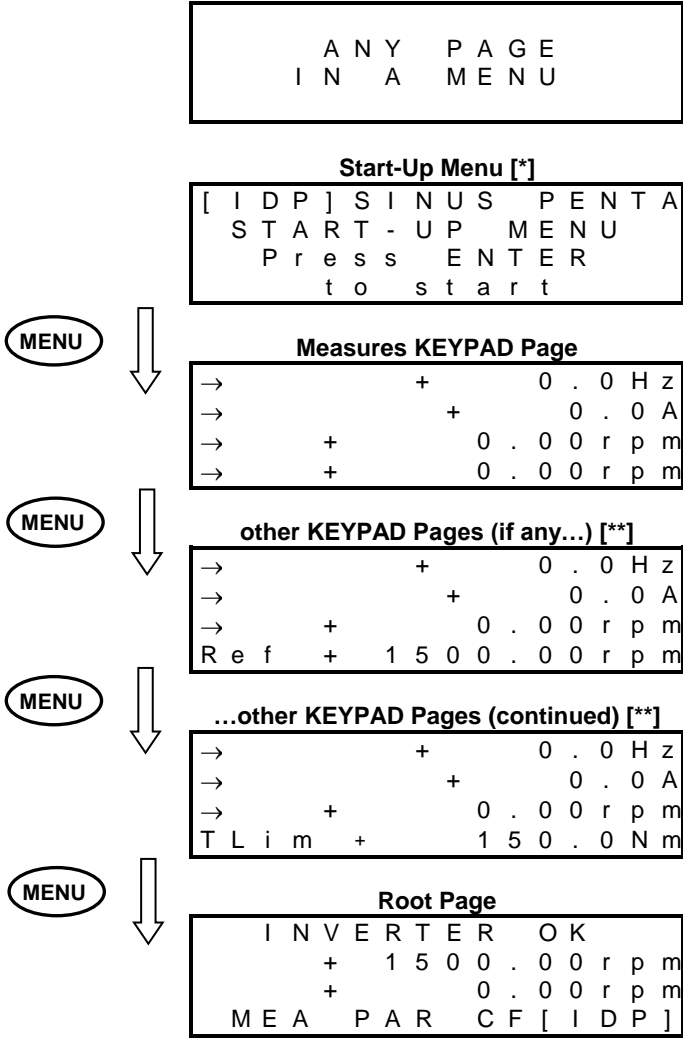 ANY PAGE
IN A MENU
Start-Up Menu [*]
[IDP]SINUS PENTA
START-UP MENU
Press ENTER
to start
MENU
Measures KEYPAD Page
→ + 0.0Hz
→ + 0.0A
→ + 0.00rpm
→ + 0.00rpm
MENU
other KEYPAD Pages (if any…) [**]
→ + 0.0Hz
→ + 0.0A
→ + 0.00rpm
Ref + 1500.00rpm
MENU
…other KEYPAD Pages (continued) [**]
→ + 0.0Hz
→ + 0.0A
→ + 0.00rpm
TLim + 150.0Nm
MENU
Root Page
INVERTER OK
+ 1500.00rpm
+ 0.00rpm
MEA PAR CF[IDP]